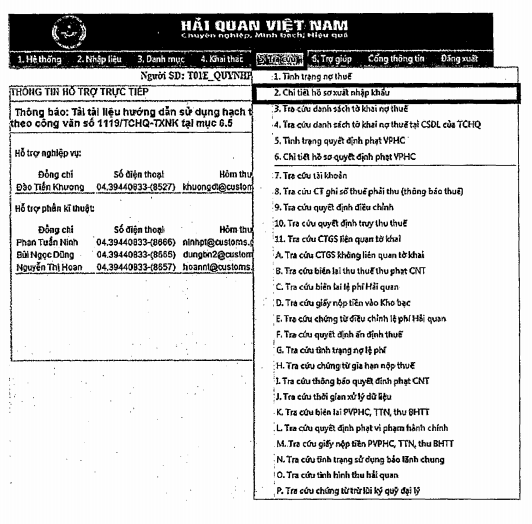 HẢI QUAN VIỆT NAM
Chuyên nghiệp, Minh bạch, Hiệu quả
1. Hệ thống 2. Nhập liệu 3. Danh mục 4. Khai thác 5. Tra cứu 6. Trợ giúp Cổng thông tin Đăng xuất
Người SD: T01E_QUYNHP
THÔNG TIN HỖ TRỢ TRỰC TIẾP
Thông báo: Tải tài liệu hướng dẫn sử dụng hạch t
theo công văn số 1119/TCHQ-TXNK tại mục 6.5
Hỗ trợ nghiệp vụ:
Đồng chí Số điện thoại Hòm thư
Đào Tiến Khương 04.39440833-(8527) khuongdt@custom
Hỗ trợ phần kĩ thuật:
Đồng chí Số điện thoại Hòm thư
Phan Tuấn Ninh 04.39440833-(8666) ninhpt@customs.
Bùi Ngọc Dũng 04.39440833-(8665) dungbn2@custom
Nguyễn Thị Hoan 04.39440833-(8657) hoannt@customs.
1. Tình trạng nợ thuế
2. Chi tiết hồ sơ xuất nhập khẩu
3. Tra cứu danh sách tờ khai nợ thuế
4. Tra cứu danh sách tờ khai nợ thuế tại CSDL của TCHQ
5. Tình trạng quyết định phạt VPHC
6. Chi tiết hồ sơ quyết định phạt VPHC
7. Tra cứu tài khoản
8. Tra cứu CT ghi số thuế phải thu (thông báo thuế)
9. Tra cứu quyết định điều chỉnh
10. Tra cứu quyết định truy thu thuế
11. Tra cứu CTGS liên quan tờ khai
A. Tra cứu CTGS không liên quan tờ khai
B. Tra cứu biên lai thu thuế thu phạt CNT
C. Tra cứu biên lai lệ phí Hải quan
D. Tra cứu giấy nộp tiền vào Kho bạc
E. Tra cứu chứng từ điều chỉnh lệ phí Hải quan
F. Tra cứu quyết định ấn định thuế
G. Tra cứu tình trạng nợ lệ phí
H. Tra cứu chứng từ gia hạn nộp thuế
I. Tra cứu thông báo quyết định phạt CNT
J. Tra cứu thời gian xử lý dữ liệu
K. Tra cứu biên lai PVPHC, TTN, thu BHTT
L. Tra cứu quyết định phạt vi phạm hành chính
M. Tra cứu giấy nộp tiền PVPHC, TTN, thu BHTT
N. Tra cứu tình trạng sử dụng bảo lãnh chung
O. Tra cứu tình hình thu hải quan
P. Tra cứu chứng từ trừ lùi ký quỹ đại lý